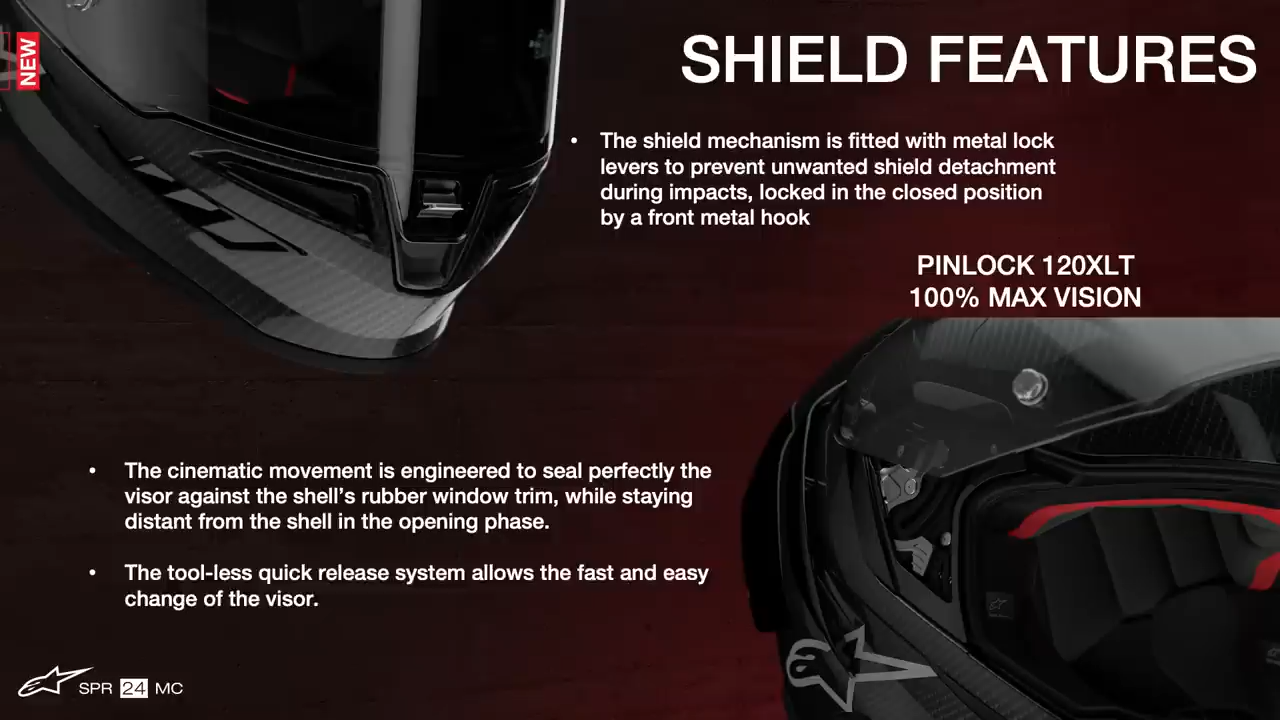 NEW
SHIELD FEATURES
• The shield mechanism is fitted with metal lock
levers to prevent unwanted shield detachment
during impacts, locked in the closed position
by a front metal hook
PINLOCK 120XLT
100% MAX VISION
• The cinematic movement is engineered to seal perfectly the
visor against the shell’s rubber window trim, while staying
distant from the shell in the opening phase.
• The tool-less quick release system allows the fast and easy
change of the visor.
SPR 24 MC